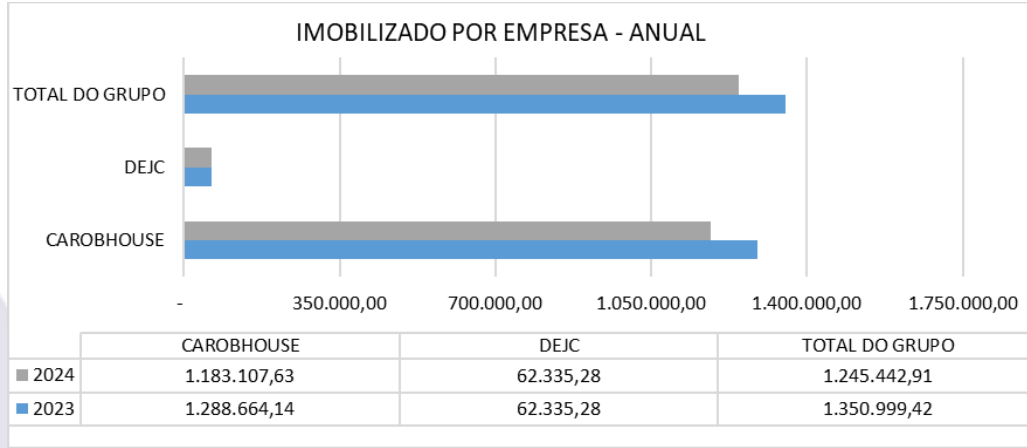 IMOBILIZADO POR EMPRESA - ANUAL
TOTAL DO GRUPO
DEJC
CAROBHOUSE
- 350.000,00 700.000,00 1.050.000,00 1.400.000,00 1.750.000,00
CAROBHOUSE DEJC TOTAL DO GRUPO
2024 1.183.107,63 62.335,28 1.245.442,91
2023 1.288.664,14 62.335,28 1.350.999,42